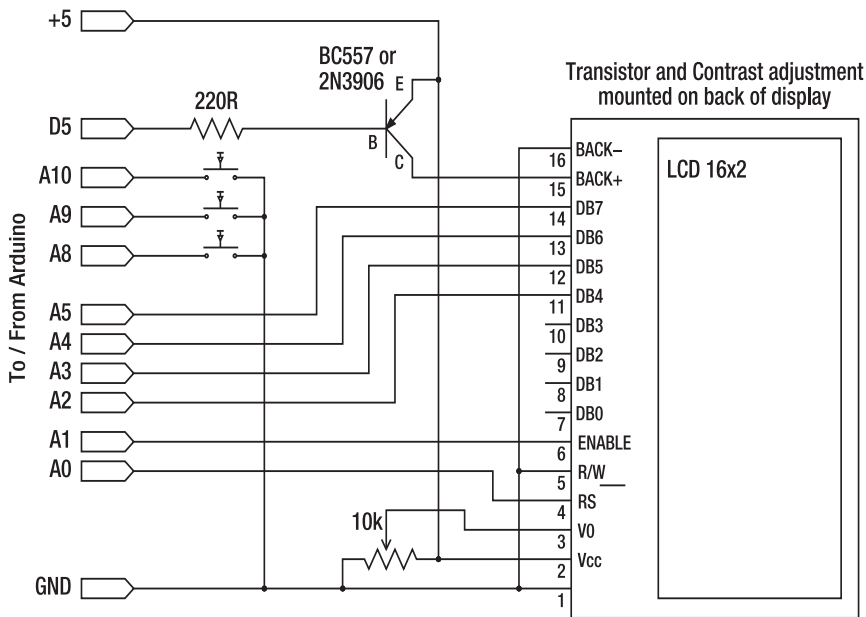 +5
BC557 or
2N3906
E
B
C
220R
D5
A10
A9
A8
A5
A4
A3
A2
A1
A0
GND
To / From Arduino
10k
Transistor and Contrast adjustment
mounted on back of display
LCD 16x2
16 BACK–
15 BACK+
14 DB7
13 DB6
12 DB5
11 DB4
10 DB3
9 DB2
8 DB1
7 DB0
6 ENABLE
5 R/W
4 RS
3 V0
2 Vcc
1